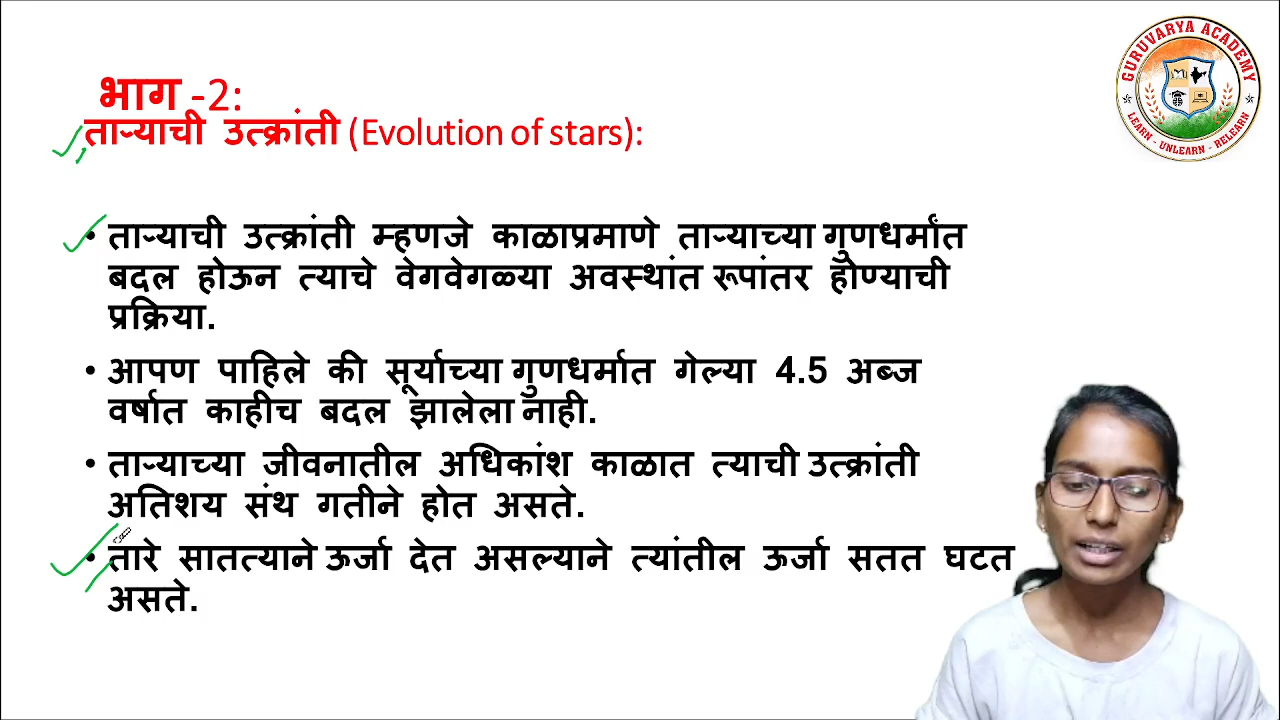 भाग -2:
ताऱ्याची उत्क्रांती (Evolution of stars):
GURUVARYA ACADEMY
LEARN - UNLEARN - RELEARN
• ताऱ्याची उत्क्रांती म्हणजे काळाप्रमाणे ताऱ्याच्या गुणधर्मांत
बदल होऊन त्याचे वेगवेगळ्या अवस्थांत रूपांतर होण्याची
प्रक्रिया.
• आपण पाहिले की सूर्याच्या गुणधर्मात गेल्या 4.5 अब्ज
वर्षात काहीच बदल झालेला नाही.
• ताऱ्याच्या जीवनातील अधिकांश काळात त्याची उत्क्रांती
अतिशय संथ गतीने होत असते.
• तारे सातत्याने ऊर्जा देत असल्याने त्यांतील ऊर्जा सतत घटत
असते.